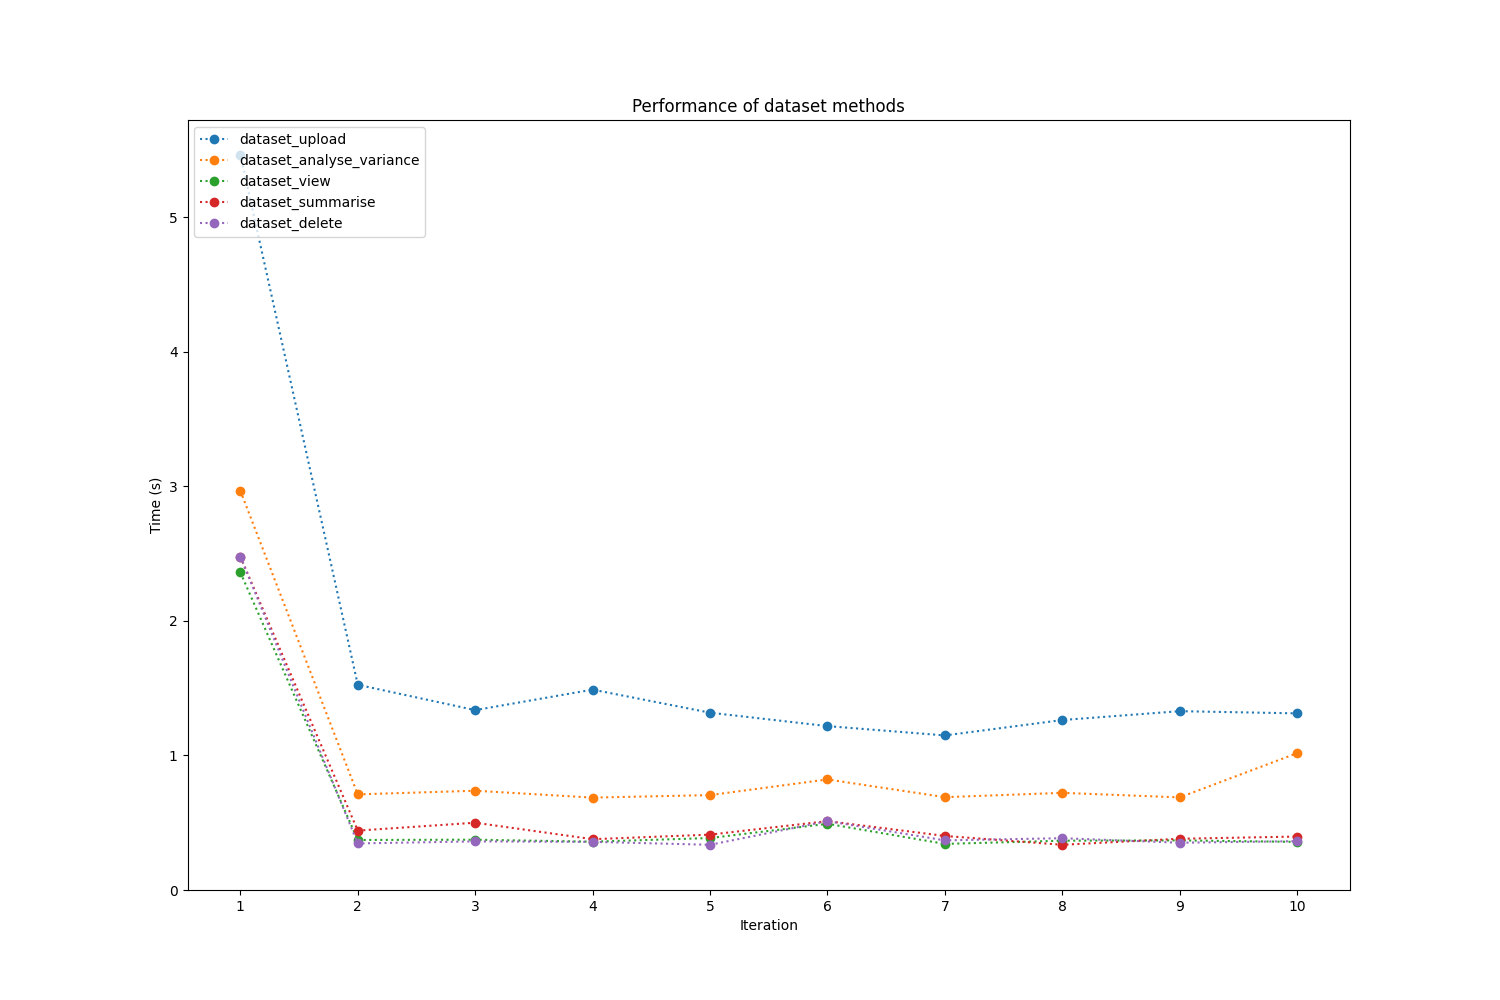 Performance of dataset methods
dataset_upload
dataset_analyse_variance
dataset_view
dataset_summarise
dataset_delete
5
4
3
2
1
0
Time (s)
1 2 3 4 5 6 7 8 9 10
Iteration